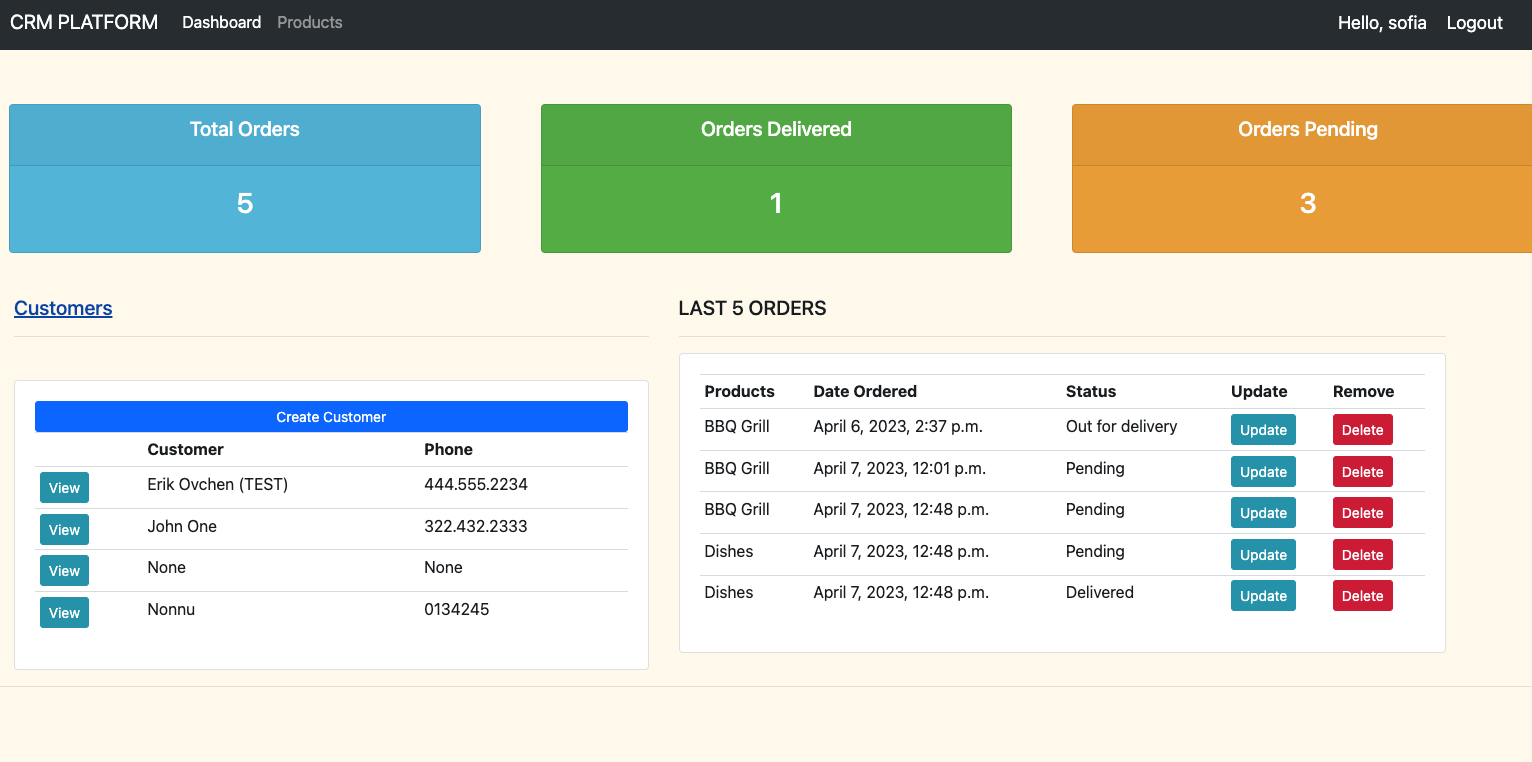 CRM PLATFORM Dashboard Products Hello, sofia Logout
Total Orders
5
Orders Delivered
1
Orders Pending
3
Customers
Create Customer
Customer Phone
View Erik Ovchen (TEST) 444.555.2234
View John One 322.432.2333
View None None
View Nonnu 0134245
LAST 5 ORDERS
Products Date Ordered Status Update Remove
BBQ Grill April 6, 2023, 2:37 p.m. Out for delivery Update Delete
BBQ Grill April 7, 2023, 12:01 p.m. Pending Update Delete
BBQ Grill April 7, 2023, 12:48 p.m. Pending Update Delete
Dishes April 7, 2023, 12:48 p.m. Pending Update Delete
Dishes April 7, 2023, 12:48 p.m. Delivered Update Delete